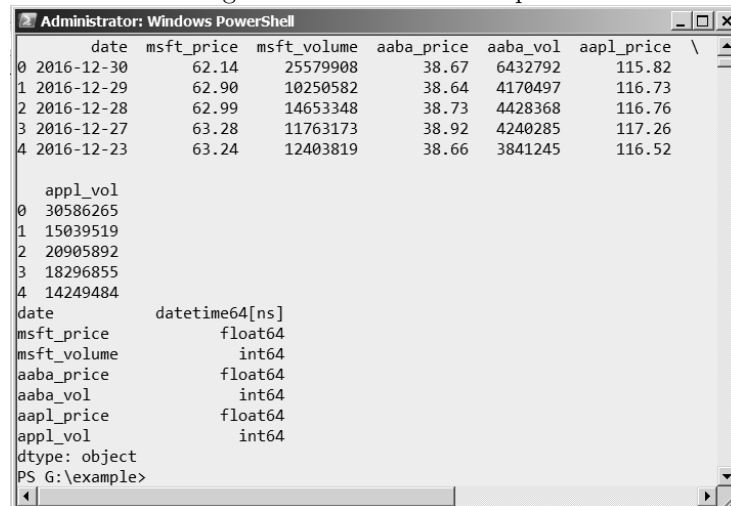 Administrator: Windows PowerShell
date msft_price msft_volume aaba_price aaba_vol aapl_price \
0 2016-12-30 62.14 25579908 38.67 6432792 115.82
1 2016-12-29 62.90 10250582 38.64 4170497 116.73
2 2016-12-28 62.99 14653348 38.73 4428368 116.76
3 2016-12-27 63.28 11763173 38.92 4240285 117.26
4 2016-12-23 63.24 12403819 38.66 3841245 116.52
appl_vol
0 30586265
1 15039519
2 20905892
3 18296855
4 14249484
date datetime64[ns]
msft_price float64
msft_volume int64
aaba_price float64
aaba_vol int64
aapl_price float64
appl_vol int64
dtype: object
PS G:\example>